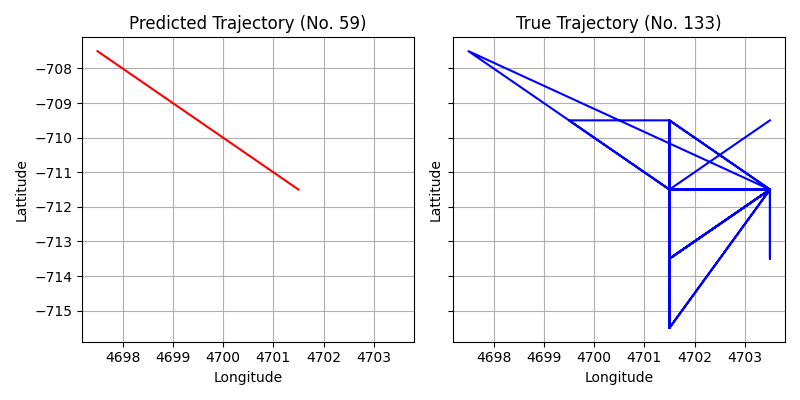 Predicted Trajectory (No. 59)
True Trajectory (No. 133)
Lattitude
−708
−709
−710
−711
−712
−713
−714
−715
4698 4699 4700 4701 4702 4703
Longitude
Lattitude
4698 4699 4700 4701 4702 4703
Longitude